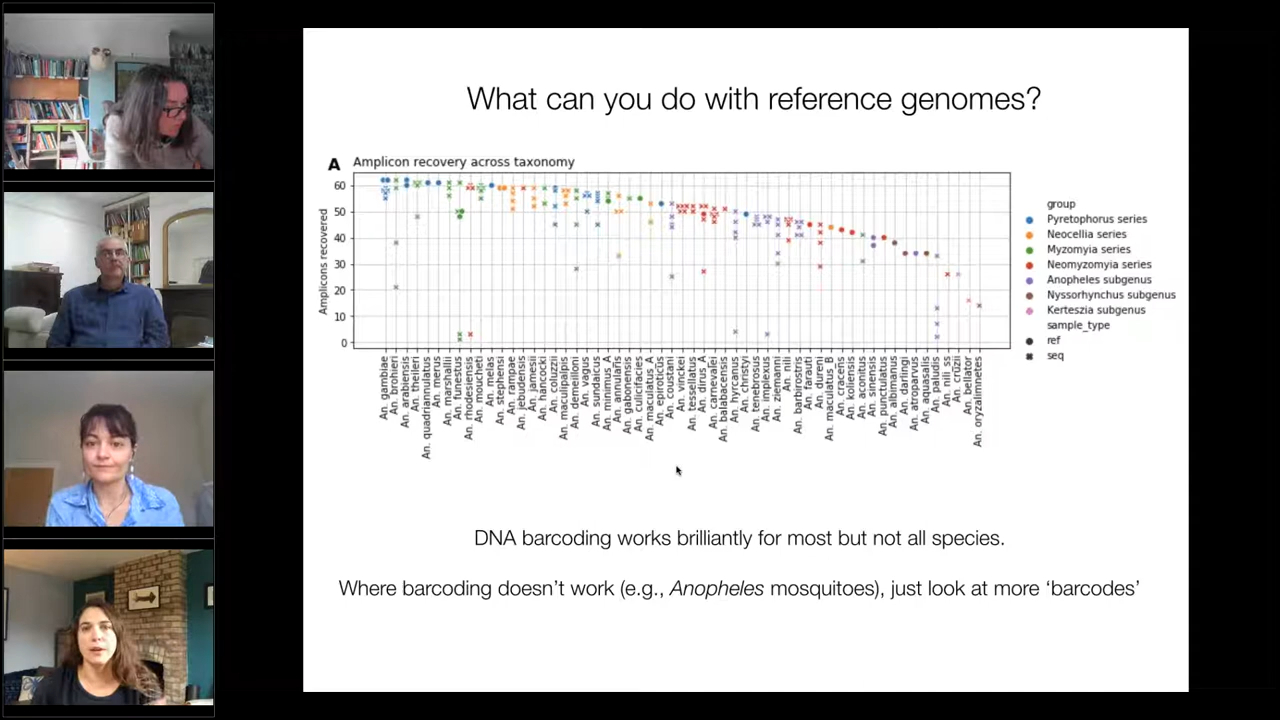 What can you do with reference genomes?
A Amplicon recovery across taxonomy
Amplicons recovered
60
50
40
30
20
10
0
An. gambiae
An. brohieri
An. arabiensis
An. theileri
An. quadriannulatus
An. merus
An. marshallii
An. funestus
An. rhodesiensis
An. moucheti
An. melas
An. stephensi
An. rampae
An. jebudensis
An. jamesii
An. hancocki
An. coluzzii
An. maculipalpis
An. demeilloni
An. vagus
An. sundaicus
An. minimus_A
An. annularis
An. gabonensis
An. culicifacies
An. maculatus_A
An. epiroticus
An. coustani
An. vinckei
An. tessellatus
An. dirus_A
An. carnevalei
An. balabacensis
An. hyrcanus
An. christyi
An. tenebrosus
An. implexus
An. ziemanni
An. nili
An. barbirostris
An. farauti
An. dureni
An. maculatus_B
An. cracens
An. koliensis
An. aconitus
An. sinensis
An. punctulatus
An. albimanus
An. darlingi
An. atroparvus
An. aquasalis
An. paludis
An. nili_ss
An. cruzii
An. bellator
An. oryzalimnetes
group
Pyretophorus series
Neocellia series
Myzomyia series
Neomyzomyia series
Anopheles subgenus
Nyssorhynchus subgenus
Kerteszia subgenus
sample_type
ref
seq
DNA barcoding works brilliantly for most but not all species.
Where barcoding doesn't work (e.g., Anopheles mosquitoes), just look at more ‘barcodes’